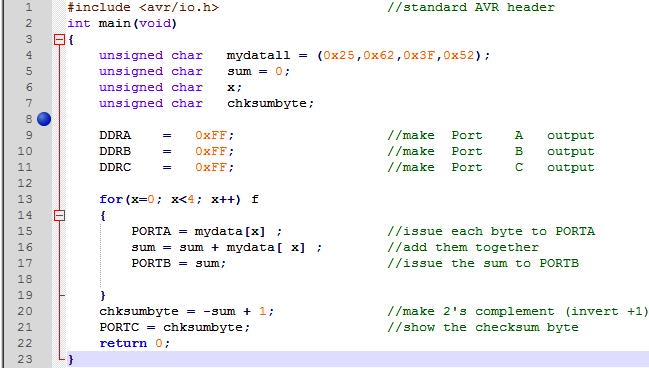 1 #include <avr/io.h> //standard AVR header
2 int main(void)
3 {
4 unsigned char mydatall = (0x25,0x62,0x3F,0x52);
5 unsigned char sum = 0;
6 unsigned char x;
7 unsigned char chksumbyte;
8
9 DDRA = 0xFF; //make Port A output
10 DDRB = 0xFF; //make Port B output
11 DDRC = 0xFF; //make Port C output
12
13 for(x=0; x<4; x++) f
14 {
15 PORTA = mydata[x] ; //issue each byte to PORTA
16 sum = sum + mydata[ x] ; //add them together
17 PORTB = sum; //issue the sum to PORTB
18
19 }
20 chksumbyte = -sum + 1; //make 2's complement (invert +1)
21 PORTC = chksumbyte; //show the checksum byte
22 return 0;
23 }